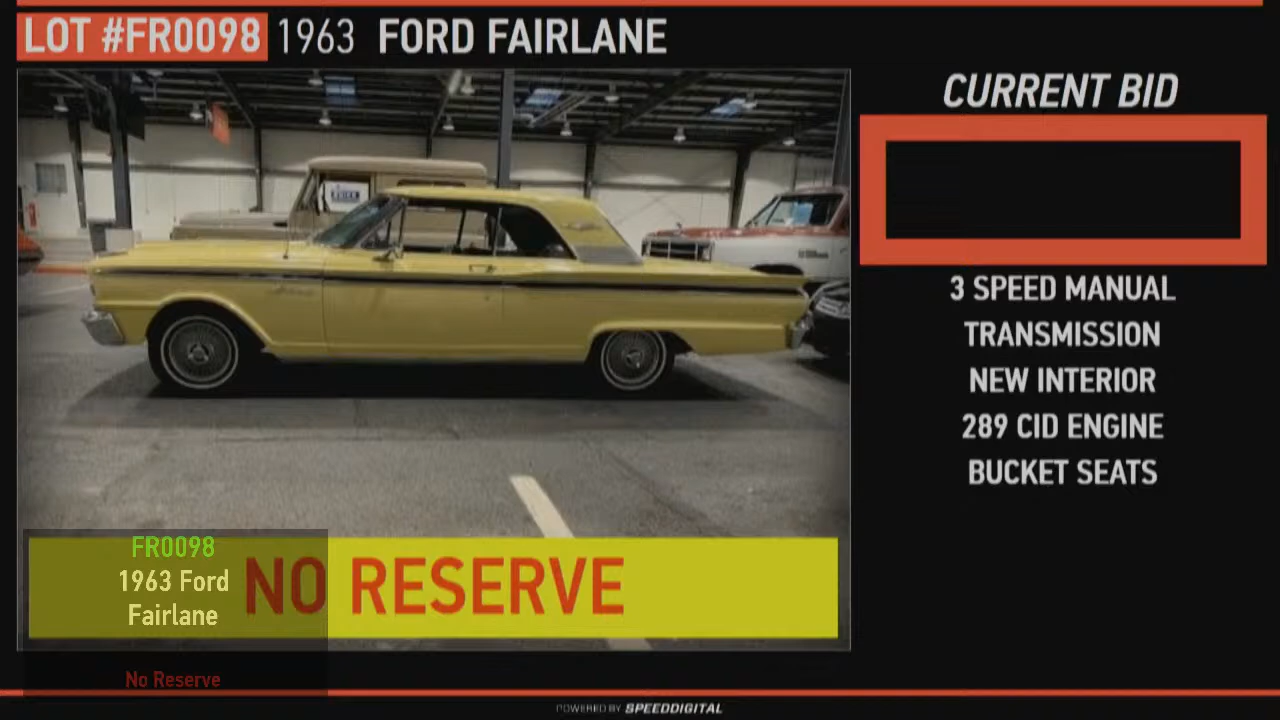 LOT #FR0098 1963 FORD FAIRLANE
CURRENT BID
3 SPEED MANUAL
TRANSMISSION
NEW INTERIOR
289 CID ENGINE
BUCKET SEATS
NO RESERVE
FR0098
1963 Ford
Fairlane
No Reserve
POWERED BY SPEEDDIGITAL